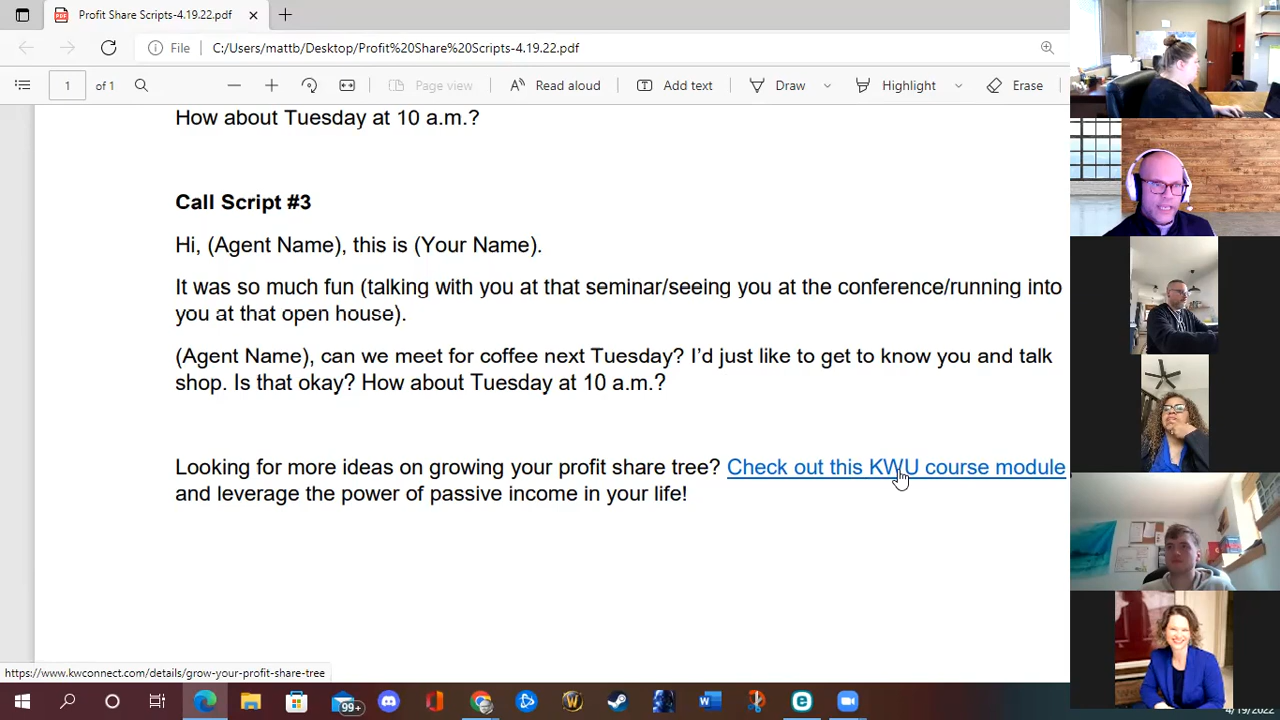 Profit Share Scripts-4.19.22.pdf
File
C:/Users/mattb/Desktop/Profit%20Share%20Scripts-4.19.22.pdf
1 of 1
Page view
Read aloud
Add text
Draw
Highlight
Erase
How about Tuesday at 10 a.m.?
Call Script #3
Hi, (Agent Name), this is (Your Name).
It was so much fun (talking with you at that seminar/seeing you at the conference/running into
you at that open house).
(Agent Name), can we meet for coffee next Tuesday? I'd just like to get to know you and talk
shop. Is that okay? How about Tuesday at 10 a.m.?
Looking for more ideas on growing your profit share tree? Check out this KWU course module
and leverage the power of passive income in your life!
https://www.kwconnect.com/details/grow-your-profit-share-tree
99+
4/19/2022